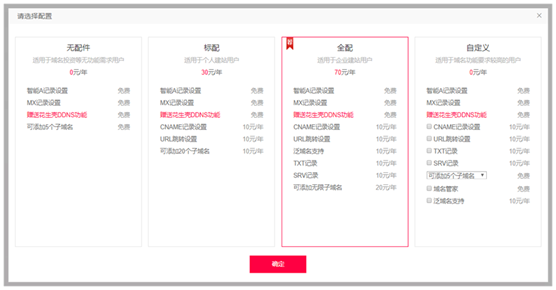 请选择配置
×
无配件
适用于域名投资等无功能需求用户
0元/年
智能A记录设置 免费
MX记录设置 免费
赠送花生壳DDNS功能 免费
可添加5个子域名 免费
标配
适用于个人建站用户
30元/年
智能A记录设置 免费
MX记录设置 免费
赠送花生壳DDNS功能 免费
CNAME记录设置 10元/年
URL跳转设置 10元/年
可添加20个子域名 10元/年
全配
适用于企业建站用户
70元/年
智能A记录设置 免费
MX记录设置 免费
赠送花生壳DDNS功能 免费
CNAME记录设置 10元/年
URL跳转设置 10元/年
泛域名支持 10元/年
TXT记录 10元/年
SRV记录 10元/年
可添加无限子域名 20元/年
自定义
适用于域名功能要求较高的用户
0元/年
智能A记录设置 免费
MX记录设置 免费
赠送花生壳DDNS功能 免费
CNAME记录设置 10元/年
URL跳转设置 10元/年
TXT记录 10元/年
SRV记录 10元/年
可添加5个子域名 免费
域名管家 免费
泛域名支持 10元/年
确定